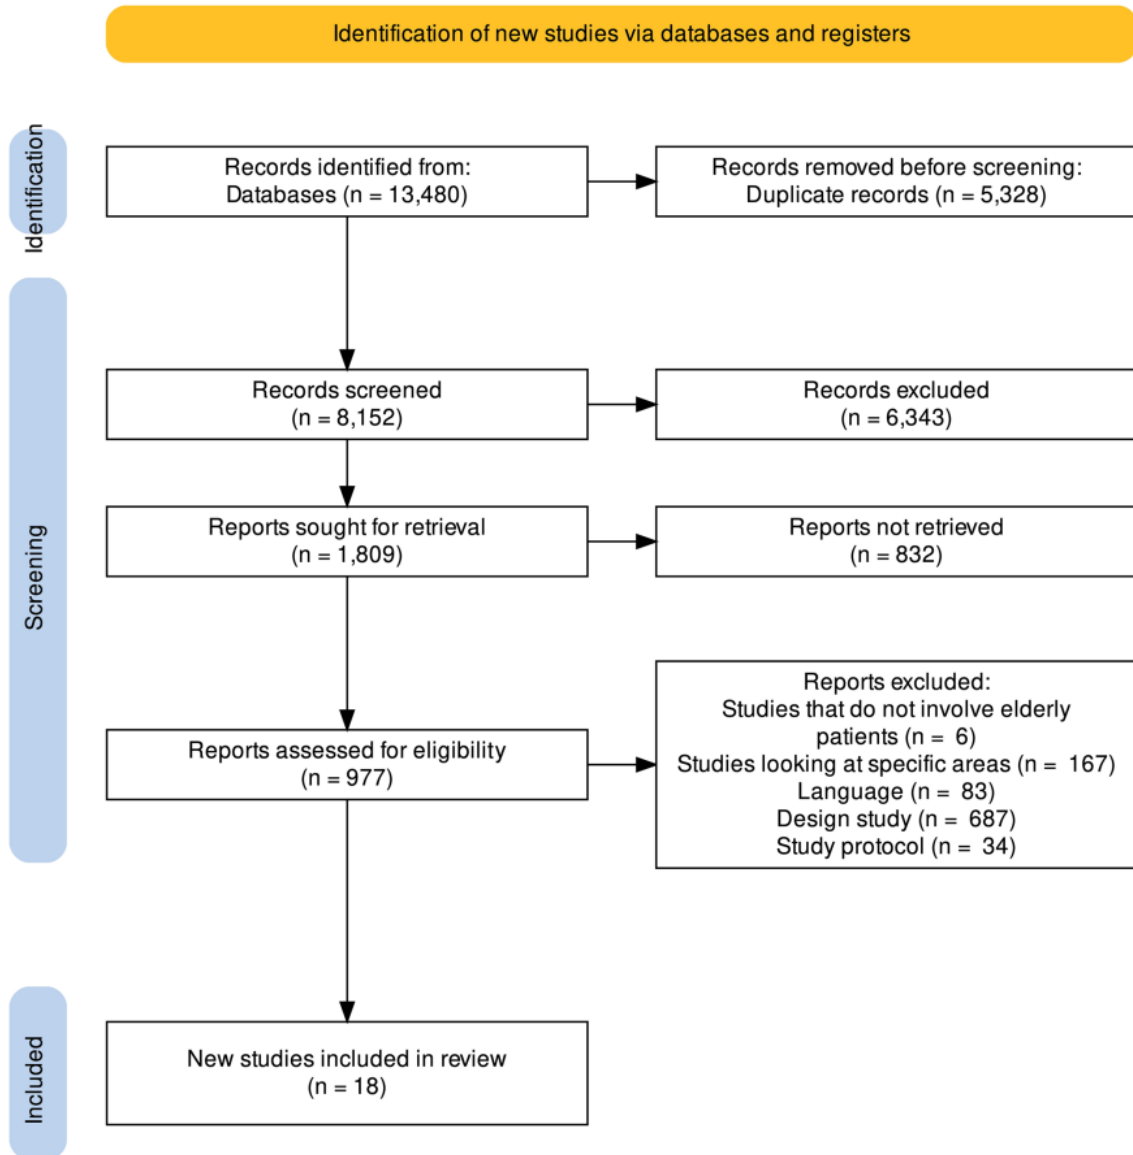 Identification of new studies via databases and registers
Identification
Records identified from:
Databases (n = 13,480)
Records removed before screening:
Duplicate records (n = 5,328)
Screening
Records screened
(n = 8,152)
Records excluded
(n = 6,343)
Reports sought for retrieval
(n = 1,809)
Reports not retrieved
(n = 832)
Reports assessed for eligibility
(n = 977)
Reports excluded:
Studies that do not involve elderly
patients (n = 6)
Studies looking at specific areas (n = 167)
Language (n = 83)
Design study (n = 687)
Study protocol (n = 34)
Included
New studies included in review
(n = 18)